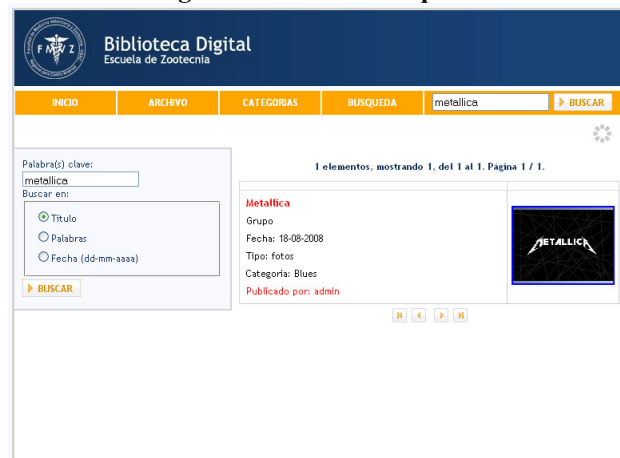 F M V Z
Biblioteca Digital
Escuela de Zootecnia
INICIO ARCHIVO CATEGORIAS BUSQUEDA metallica BUSCAR
Palabra(s) clave:
metallica
Buscar en:
Titulo
Palabras
Fecha (dd-mm-aaaa)
BUSCAR
1 elementos, mostrando 1, del 1 al 1. Página 1 / 1.
Metallica
Grupo
Fecha: 18-08-2008
Tipo: fotos
Categoria: Blues
Publicado por: admin
METALLICA